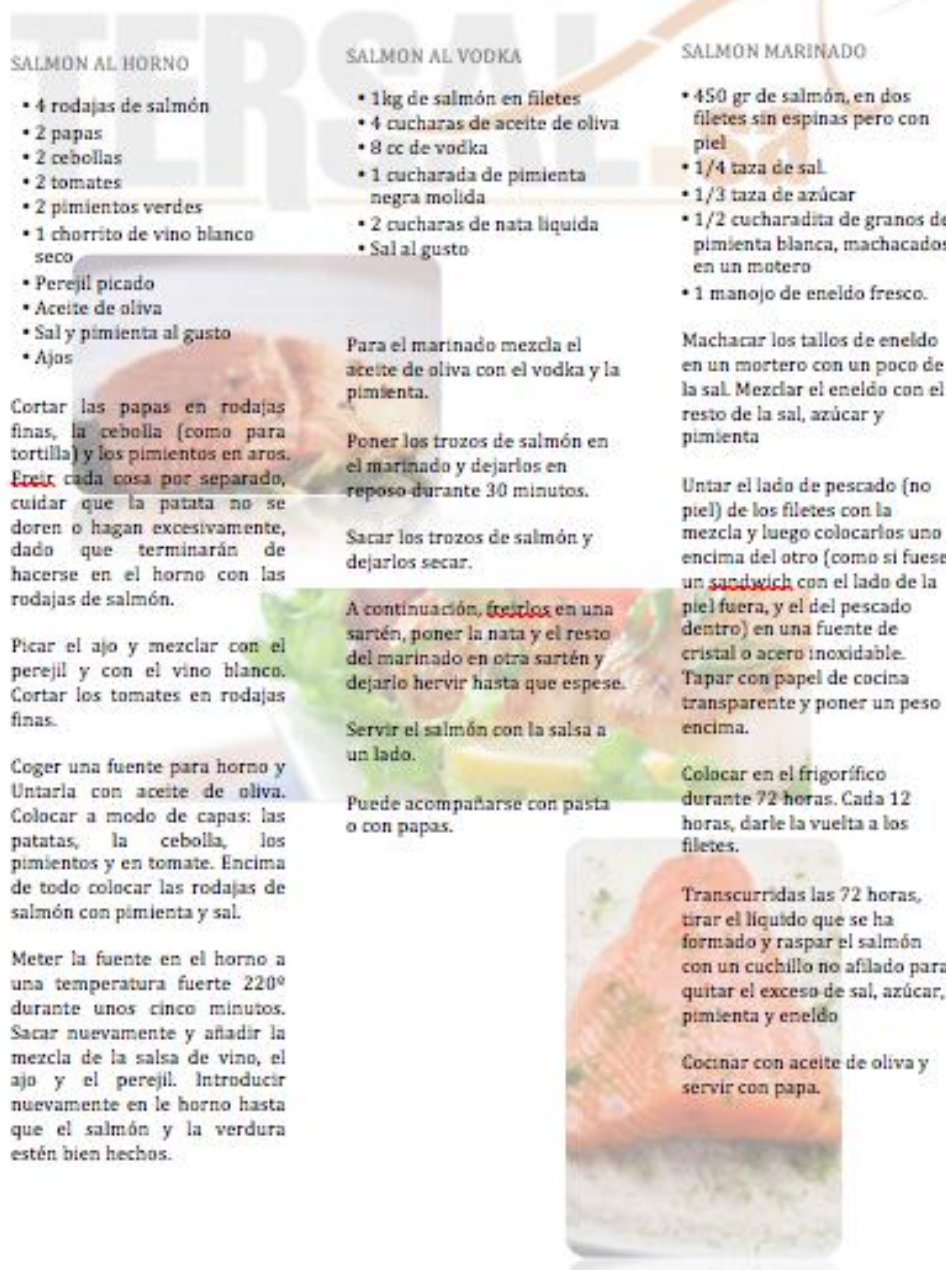 TERSAL sa
SALMON AL HORNO
• 4 rodajas de salmón
• 2 papas
• 2 cebollas
• 2 tomates
• 2 pimientos verdes
• 1 chorrito de vino blanco
seco
• Perejil picado
• Aceite de oliva
• Sal y pimienta al gusto
• Ajos
Cortar las papas en rodajas
finas, la cebolla (como para
tortilla) y los pimientos en aros.
Freir cada cosa por separado,
cuidar que la patata no se
doren o hagan excesivamente,
dado que terminarán de
hacerse en el horno con las
rodajas de salmón.
Picar el ajo y mezclar con el
perejil y con el vino blanco.
Cortar los tomates en rodajas
finas.
Coger una fuente para horno y
Untarla con aceite de oliva.
Colocar a modo de capas: las
patatas, la cebolla, los
pimientos y en tomate. Encima
de todo colocar las rodajas de
salmón con pimienta y sal.
Meter la fuente en el horno a
una temperatura fuerte 220º
durante unos cinco minutos.
Sacar nuevamente y añadir la
mezcla de la salsa de vino, el
ajo y el perejil. Introducir
nuevamente en le horno hasta
que el salmón y la verdura
estén bien hechos.
SALMON AL VODKA
• 1kg de salmón en filetes
• 4 cucharas de aceite de oliva
• 8 cc de vodka
• 1 cucharada de pimienta
negra molida
• 2 cucharas de nata liquida
• Sal al gusto
Para el marinado mezcla el
aceite de oliva con el vodka y la
pimienta.
Poner los trozos de salmón en
el marinado y dejarlos en
reposo durante 30 minutos.
Sacar los trozos de salmón y
dejarlos secar.
A continuación, freirlos en una
sartén, poner la nata y el resto
del marinado en otra sartén y
dejarlo hervir hasta que espese.
Servir el salmón con la salsa a
un lado.
Puede acompañarse con pasta
o con papas.
SALMON MARINADO
• 450 gr de salmón, en dos
filetes sin espinas pero con
piel
• 1/4 taza de sal.
• 1/3 taza de azúcar
• 1/2 cucharadita de granos de
pimienta blanca, machacados
en un motero
• 1 manojo de eneldo fresco.
Machacar los tallos de eneldo
en un mortero con un poco de
la sal. Mezclar el eneldo con el
resto de la sal, azúcar y
pimienta
Untar el lado de pescado (no
piel) de los filetes con la
mezcla y luego colocarlos uno
encima del otro (como si fuese
un sandwich con el lado de la
piel fuera, y el del pescado
dentro) en una fuente de
cristal o acero inoxidable.
Tapar con papel de cocina
transparente y poner un peso
encima.
Colocar en el frigorífico
durante 72 horas. Cada 12
horas, darle la vuelta a los
filetes.
Transcurridas las 72 horas,
tirar el líquido que se ha
formado y raspar el salmón
con un cuchillo no afilado para
quitar el exceso de sal, azúcar,
pimienta y eneldo
Cocinar con aceite de oliva y
servir con papa.